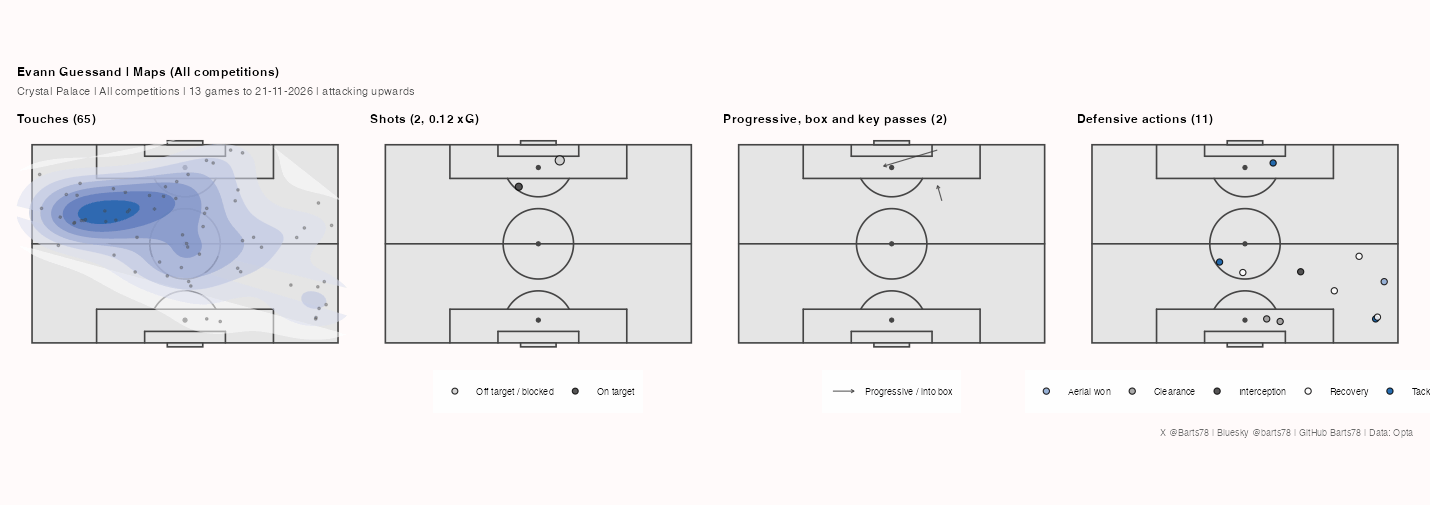 Evann Guessand | Maps (All competitions)
Crystal Palace | All competitions | 13 games to 21-11-2026 | attacking upwards
Touches (65)
Shots (2, 0.12 xG)
Progressive, box and key passes (2)
Defensive actions (11)
Off target / blocked
On target
Progressive / into box
Aerial won
Clearance
Interception
Recovery
Tack
X @Barts78 | Bluesky @barts78 | GitHub Barts78 | Data: Opta